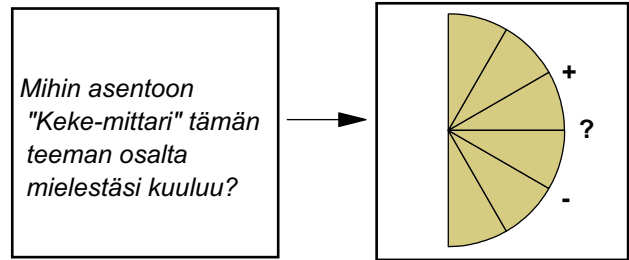 Mihin asentoon
"Keke-mittari" tämän
teeman osalta
mielestäsi kuuluu?
+
?
-